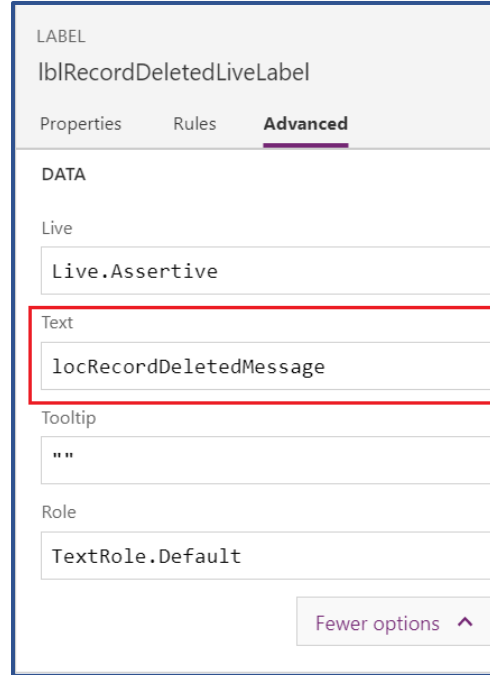 LABEL
lblRecordDeletedLiveLabel
Properties Rules Advanced
DATA
Live
Live.Assertive
Text
locRecordDeletedMessage
Tooltip
""
Role
TextRole.Default
Fewer options